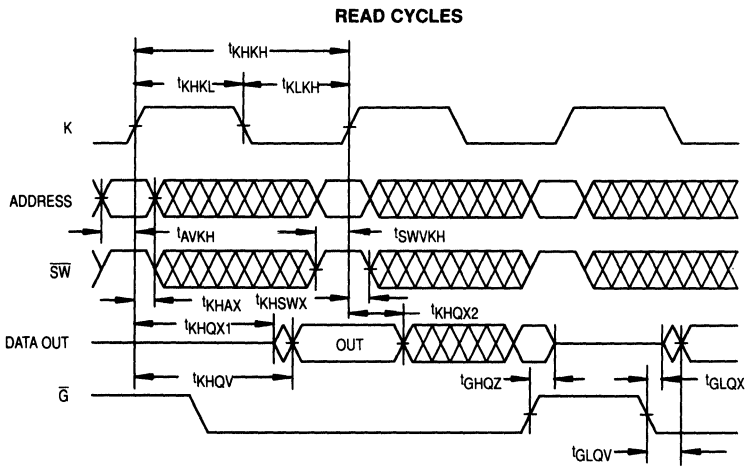 READ CYCLES
tKHKH
tKHKL
tKLKH
K
ADDRESS
tAVKH
tSWVKH
SW
tKHAX
tKHSWX
tKHQX1
tKHQX2
DATA OUT
OUT
tKHQV
tGHQZ
tGLQX
G
tGLQV